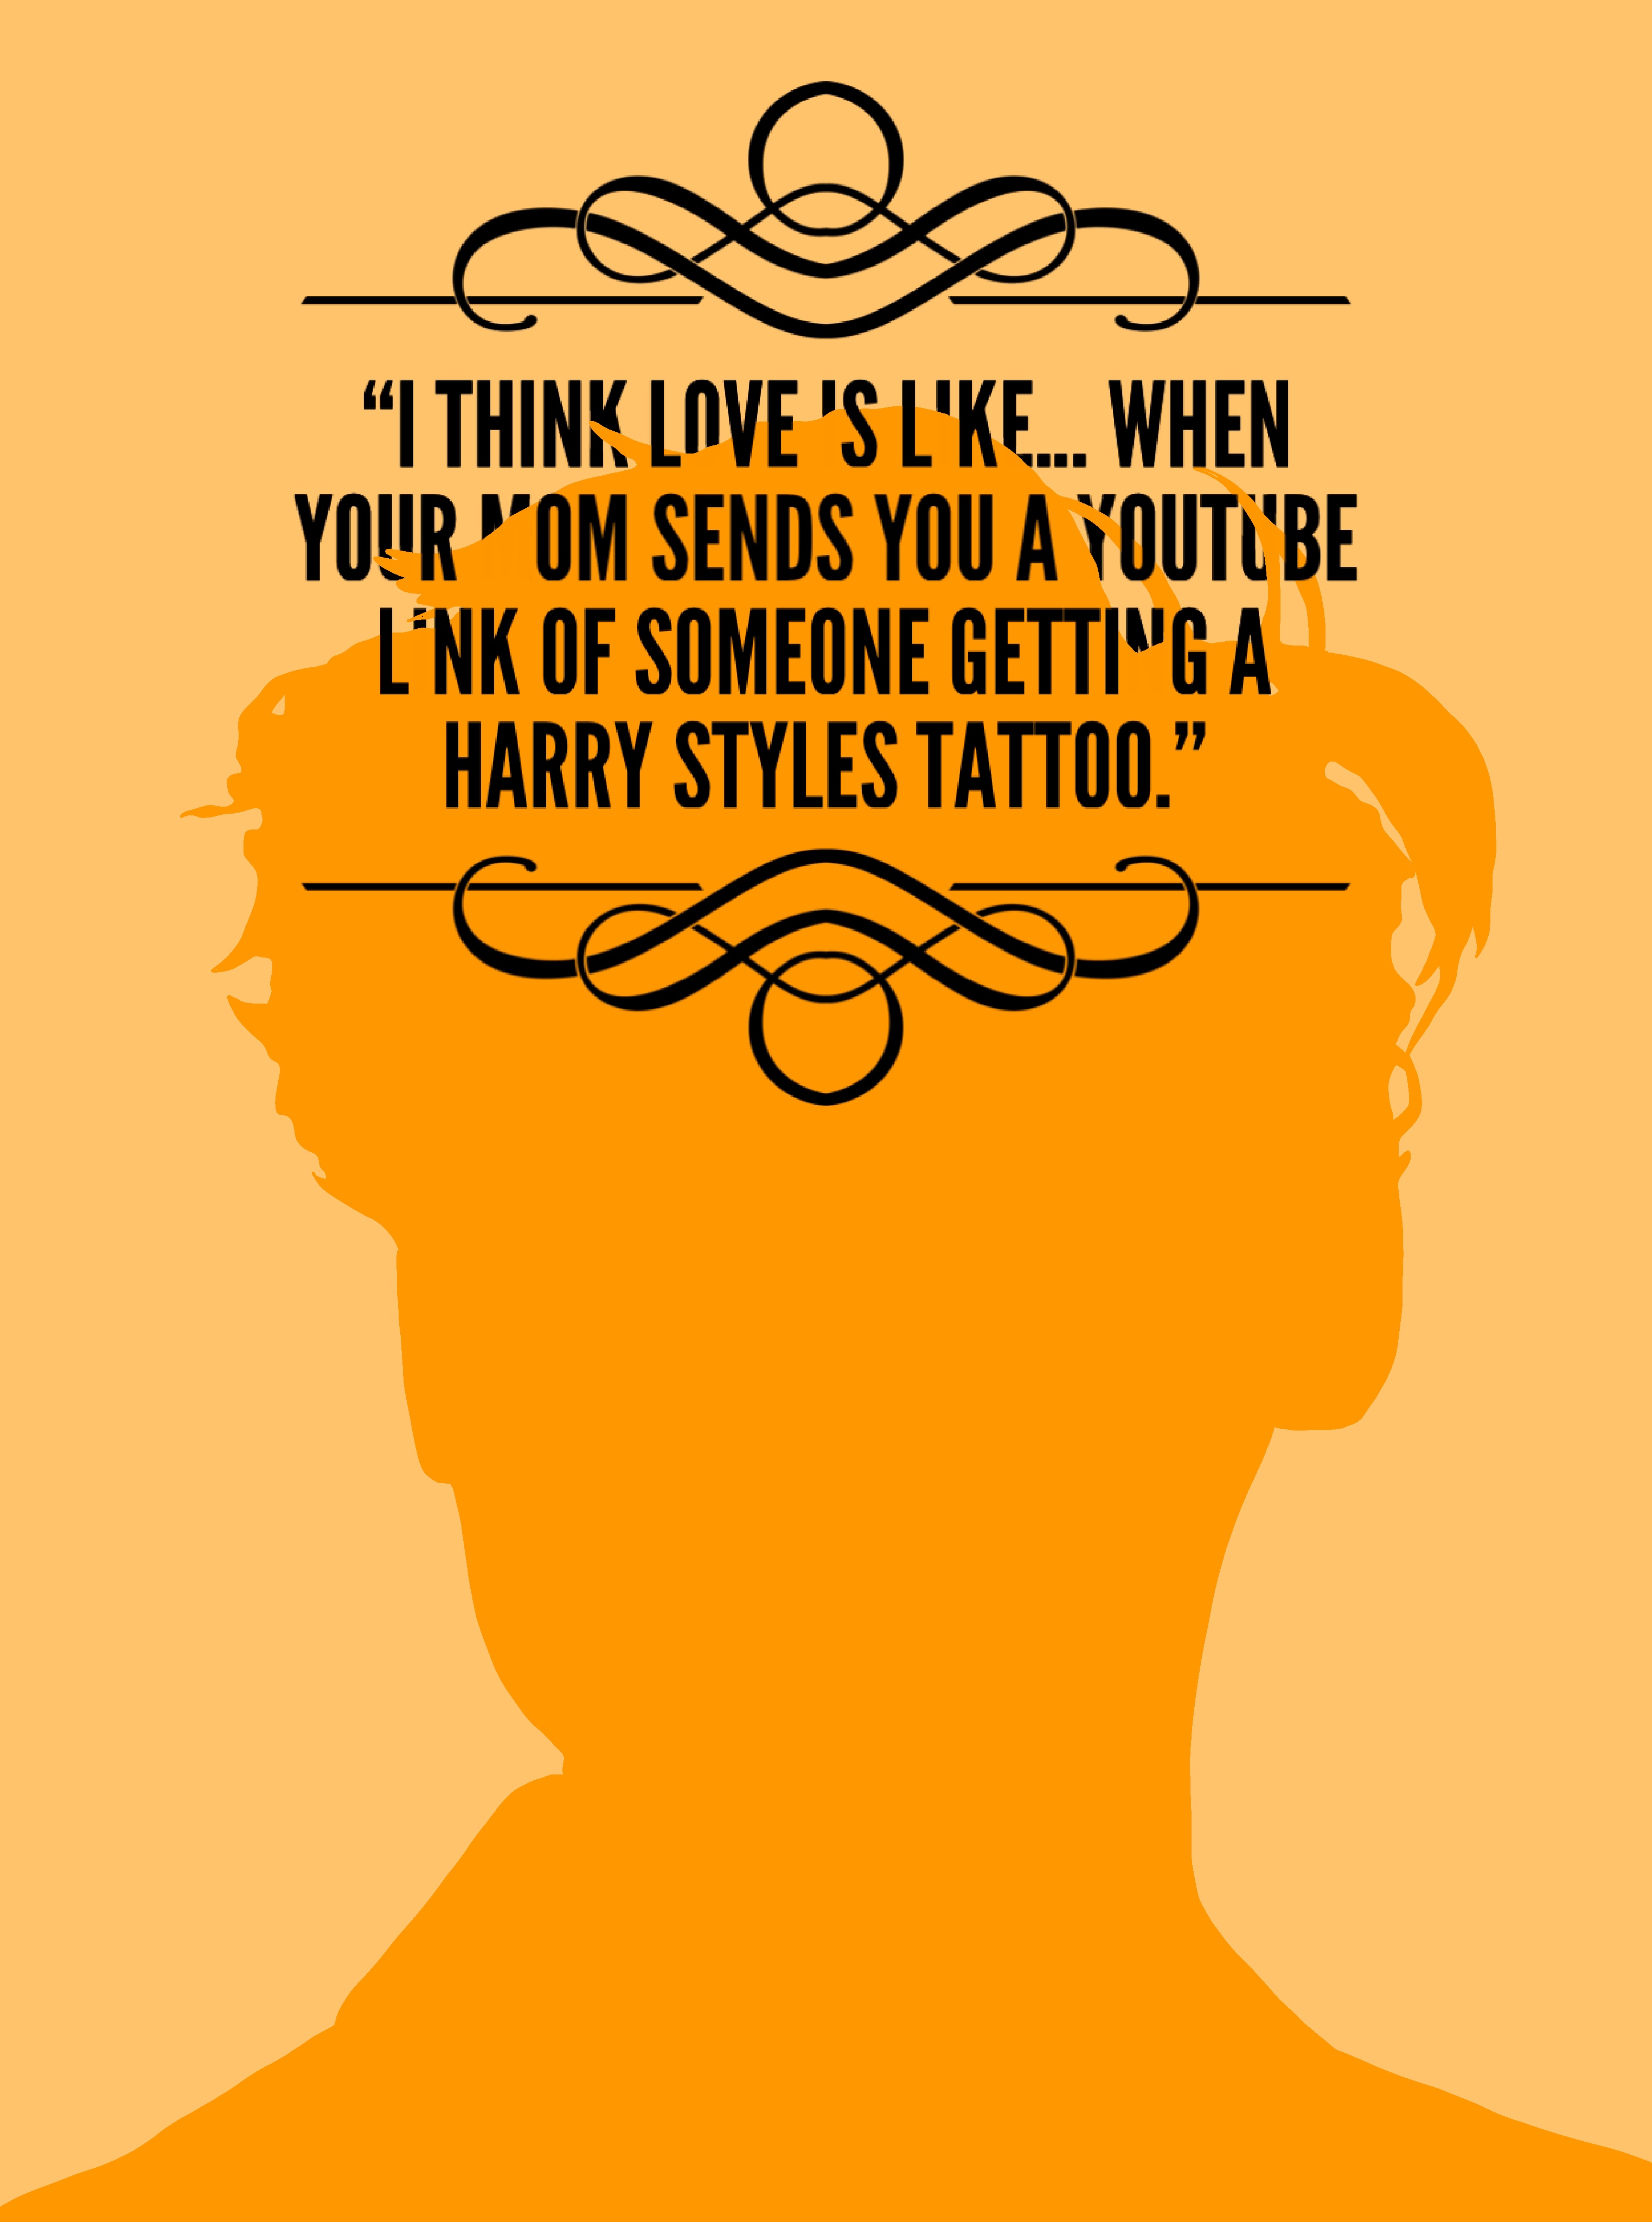 “I THINK LOVE IS LIKE... WHEN
YOUR MOM SENDS YOU A YOUTUBE
LINK OF SOMEONE GETTING A
HARRY STYLES TATTOO.”